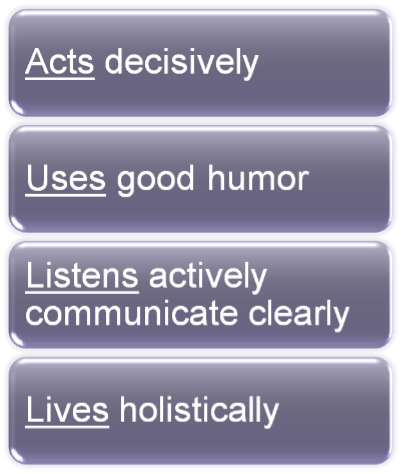 Acts decisively
Uses good humor
Listens actively
communicate clearly
Lives holistically